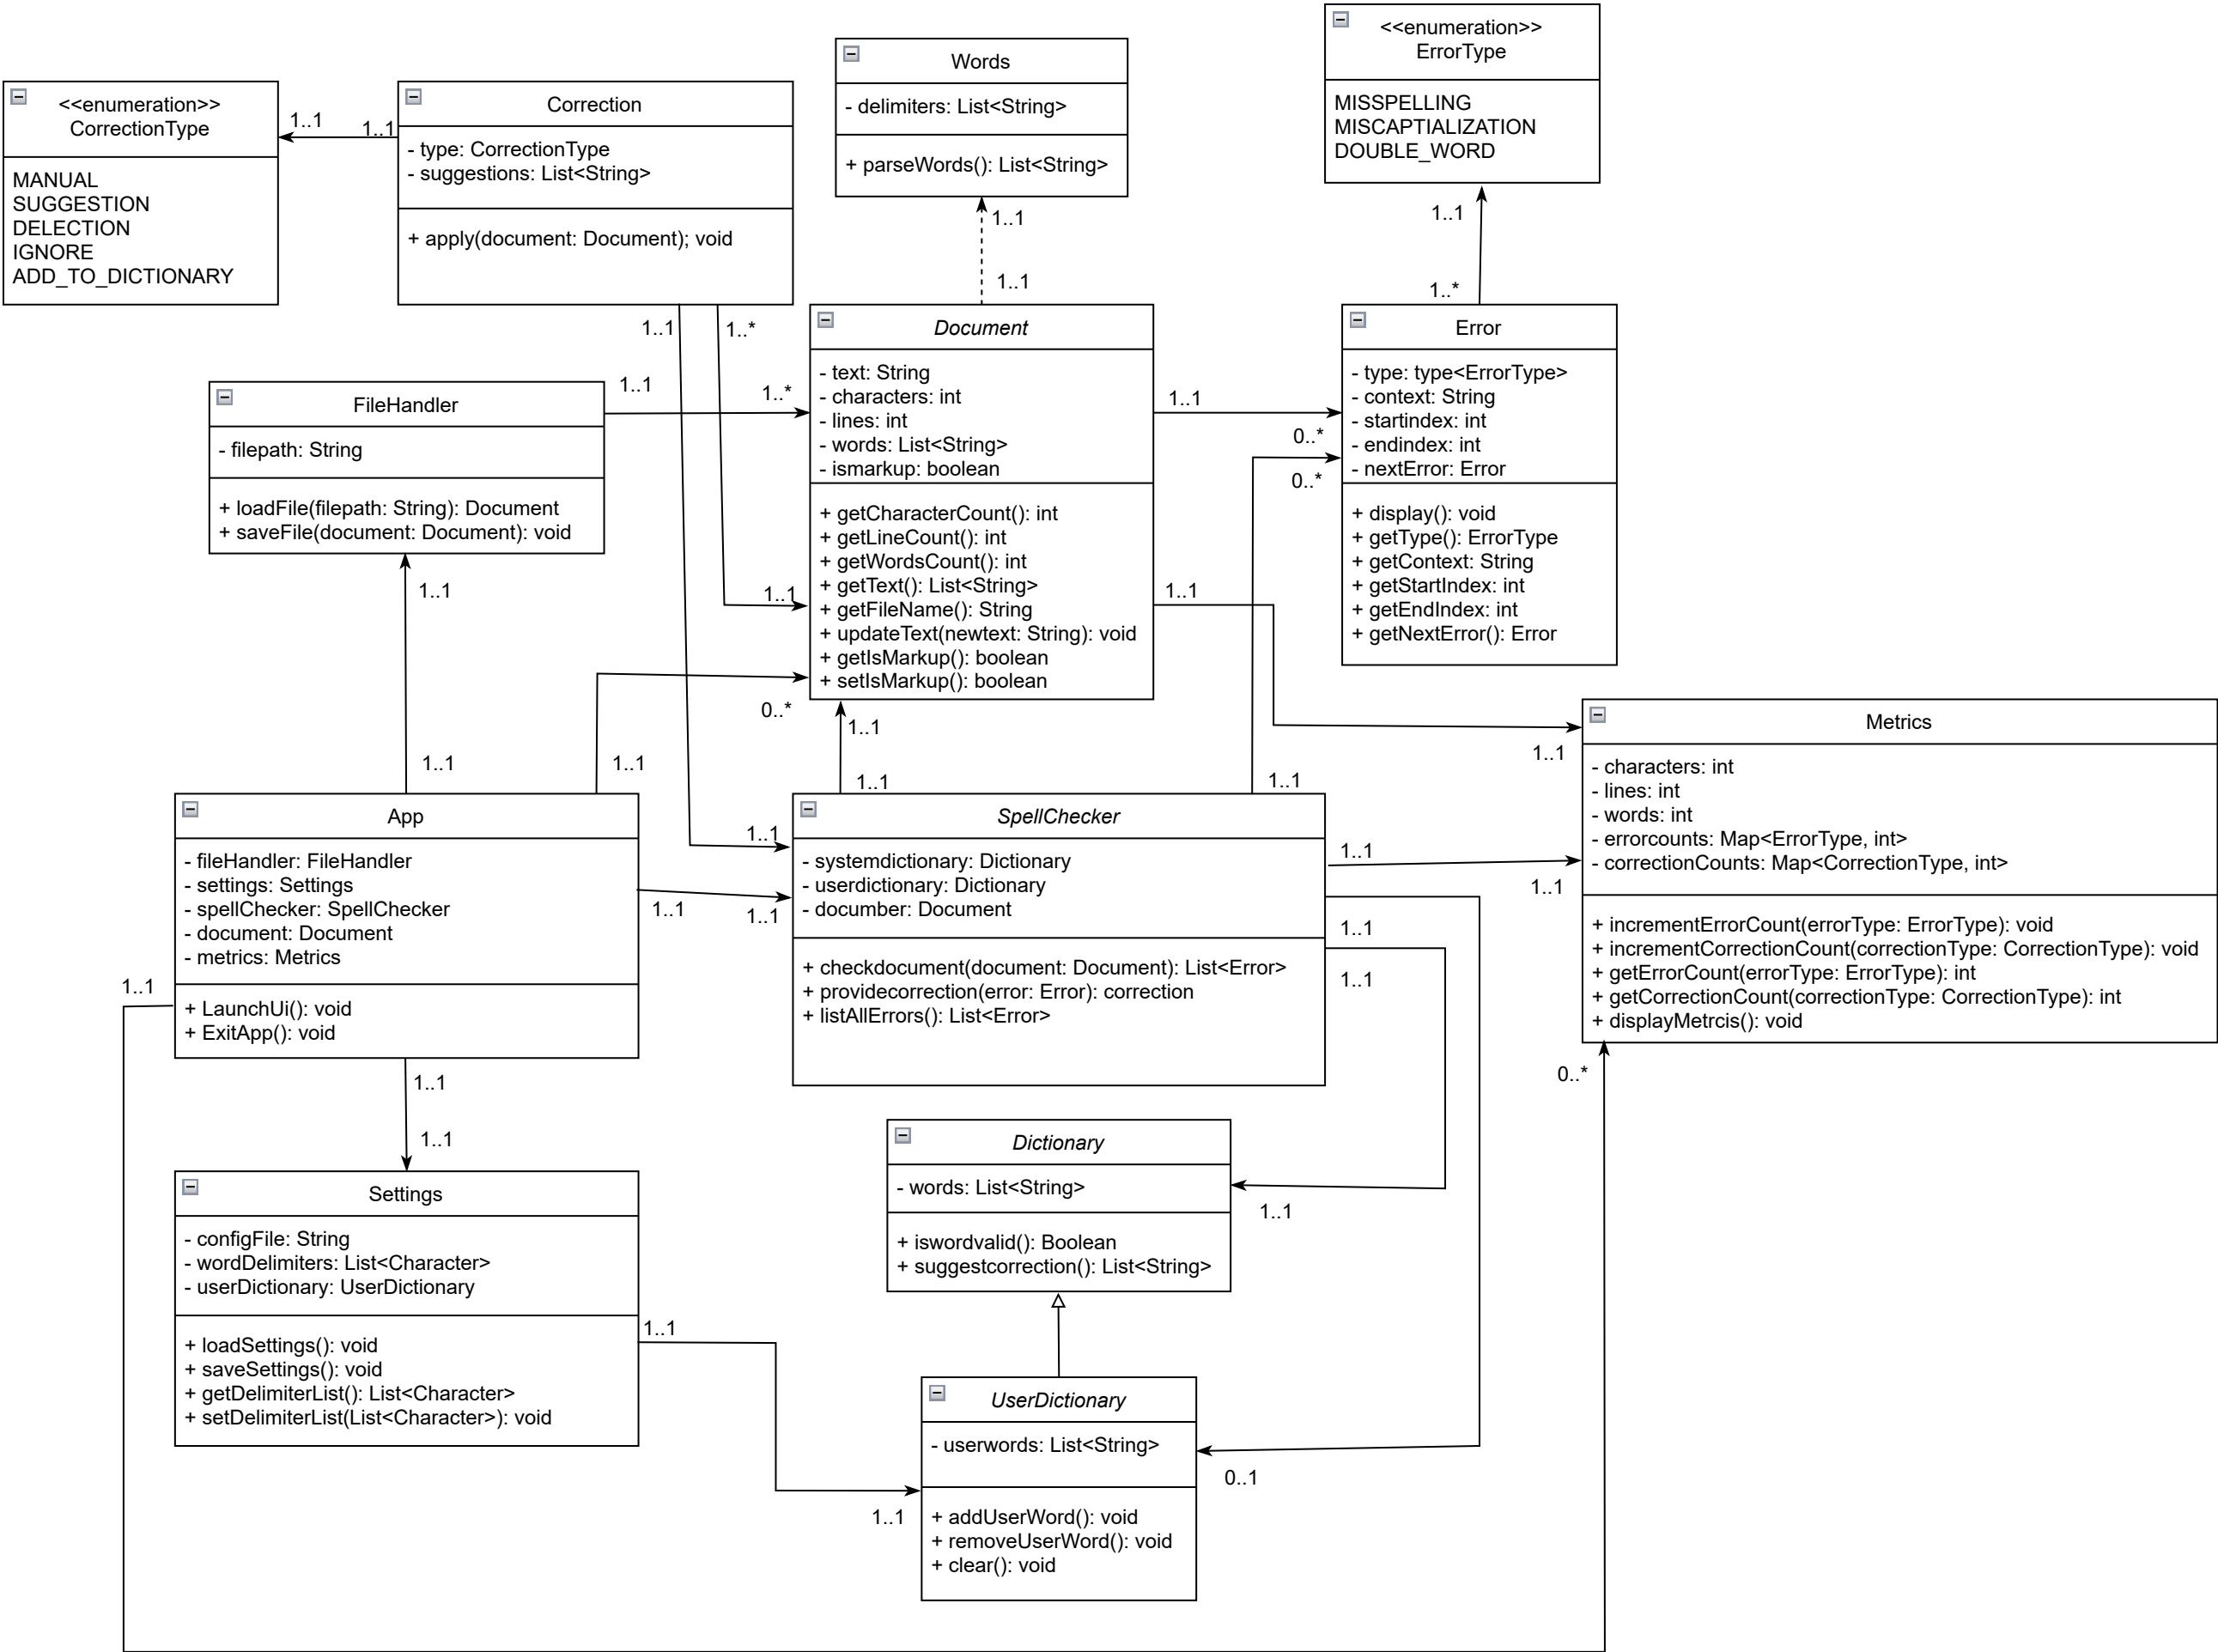 <<enumeration>>
CorrectionType
MANUAL
SUGGESTION
DELECTION
IGNORE
ADD_TO_DICTIONARY
1..1
1..1
Correction
- type: CorrectionType
- suggestions: List<String>
+ apply(document: Document); void
1..1
1..*
Words
- delimiters: List<String>
+ parseWords(): List<String>
1..1
1..1
<<enumeration>>
ErrorType
MISSPELLING
MISCAPTIALIZATION
DOUBLE_WORD
1..1
1..*
FileHandler
- filepath: String
+ loadFile(filepath: String): Document
+ saveFile(document: Document): void
1..1
1..*
1..1
1..1
Document
- text: String
- characters: int
- lines: int
- words: List<String>
- ismarkup: boolean
+ getCharacterCount(): int
+ getLineCount(): int
+ getWordsCount(): int
+ getText(): List<String>
+ getFileName(): String
+ updateText(newtext: String): void
+ getIsMarkup(): boolean
+ setIsMarkup(): boolean
1..1
0..*
0..*
1..1
1..1
0..*
1..1
1..1
Error
- type: type<ErrorType>
- context: String
- startindex: int
- endindex: int
- nextError: Error
+ display(): void
+ getType(): ErrorType
+ getContext: String
+ getStartIndex: int
+ getEndIndex: int
+ getNextError(): Error
Metrics
- characters: int
- lines: int
- words: int
- errorcounts: Map<ErrorType, int>
- correctionCounts: Map<CorrectionType, int>
+ incrementErrorCount(errorType: ErrorType): void
+ incrementCorrectionCount(correctionType: CorrectionType): void
+ getErrorCount(errorType: ErrorType): int
+ getCorrectionCount(correctionType: CorrectionType): int
+ displayMetrcis(): void
1..1
1..1
0..*
App
- fileHandler: FileHandler
- settings: Settings
- spellChecker: SpellChecker
- document: Document
- metrics: Metrics
+ LaunchUi(): void
+ ExitApp(): void
1..1
1..1
1..1
1..1
1..1
1..1
1..1
SpellChecker
- systemdictionary: Dictionary
- userdictionary: Dictionary
- documber: Document
+ checkdocument(document: Document): List<Error>
+ providecorrection(error: Error): correction
+ listAllErrors(): List<Error>
1..1
1..1
1..1
1..1
Settings
- configFile: String
- wordDelimiters: List<Character>
- userDictionary: UserDictionary
+ loadSettings(): void
+ saveSettings(): void
+ getDelimiterList(): List<Character>
+ setDelimiterList(List<Character>): void
1..1
1..1
Dictionary
- words: List<String>
+ iswordvalid(): Boolean
+ suggestcorrection(): List<String>
1..1
UserDictionary
- userwords: List<String>
+ addUserWord(): void
+ removeUserWord(): void
+ clear(): void
0..1